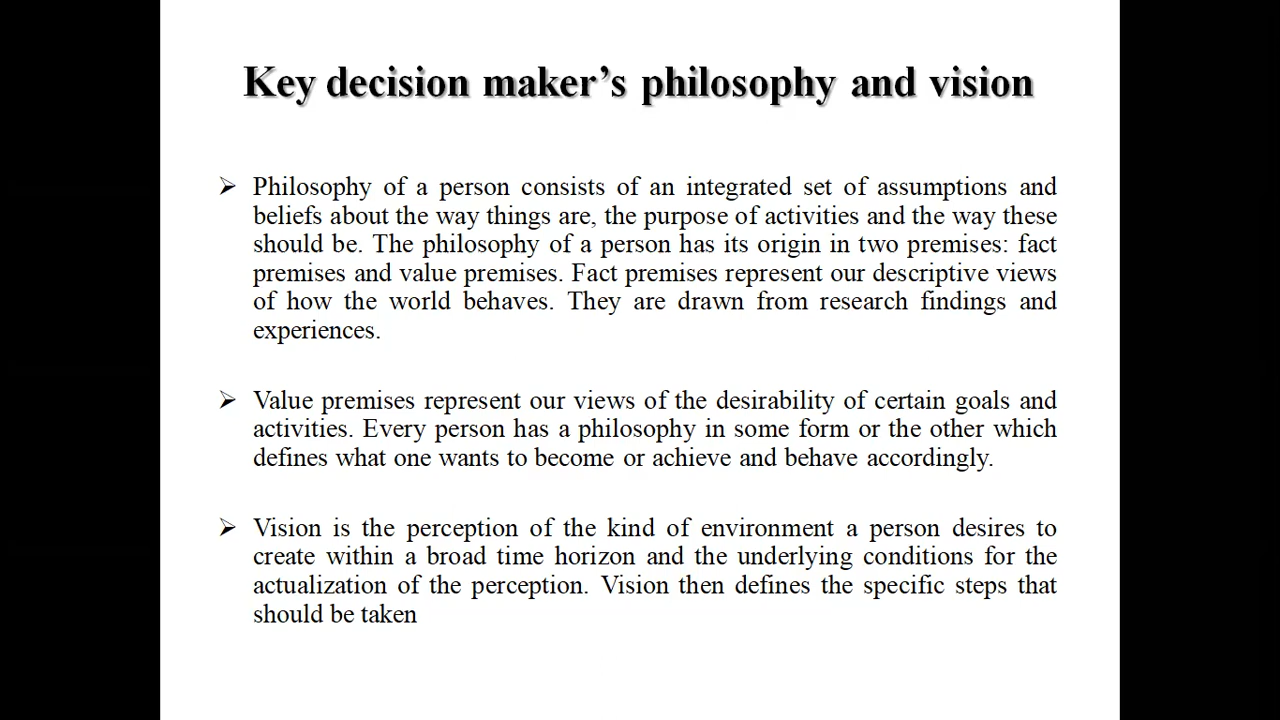 Key decision maker’s philosophy and vision
➢ Philosophy of a person consists of an integrated set of assumptions and
beliefs about the way things are, the purpose of activities and the way these
should be. The philosophy of a person has its origin in two premises: fact
premises and value premises. Fact premises represent our descriptive views
of how the world behaves. They are drawn from research findings and
experiences.
➢ Value premises represent our views of the desirability of certain goals and
activities. Every person has a philosophy in some form or the other which
defines what one wants to become or achieve and behave accordingly.
➢ Vision is the perception of the kind of environment a person desires to
create within a broad time horizon and the underlying conditions for the
actualization of the perception. Vision then defines the specific steps that
should be taken